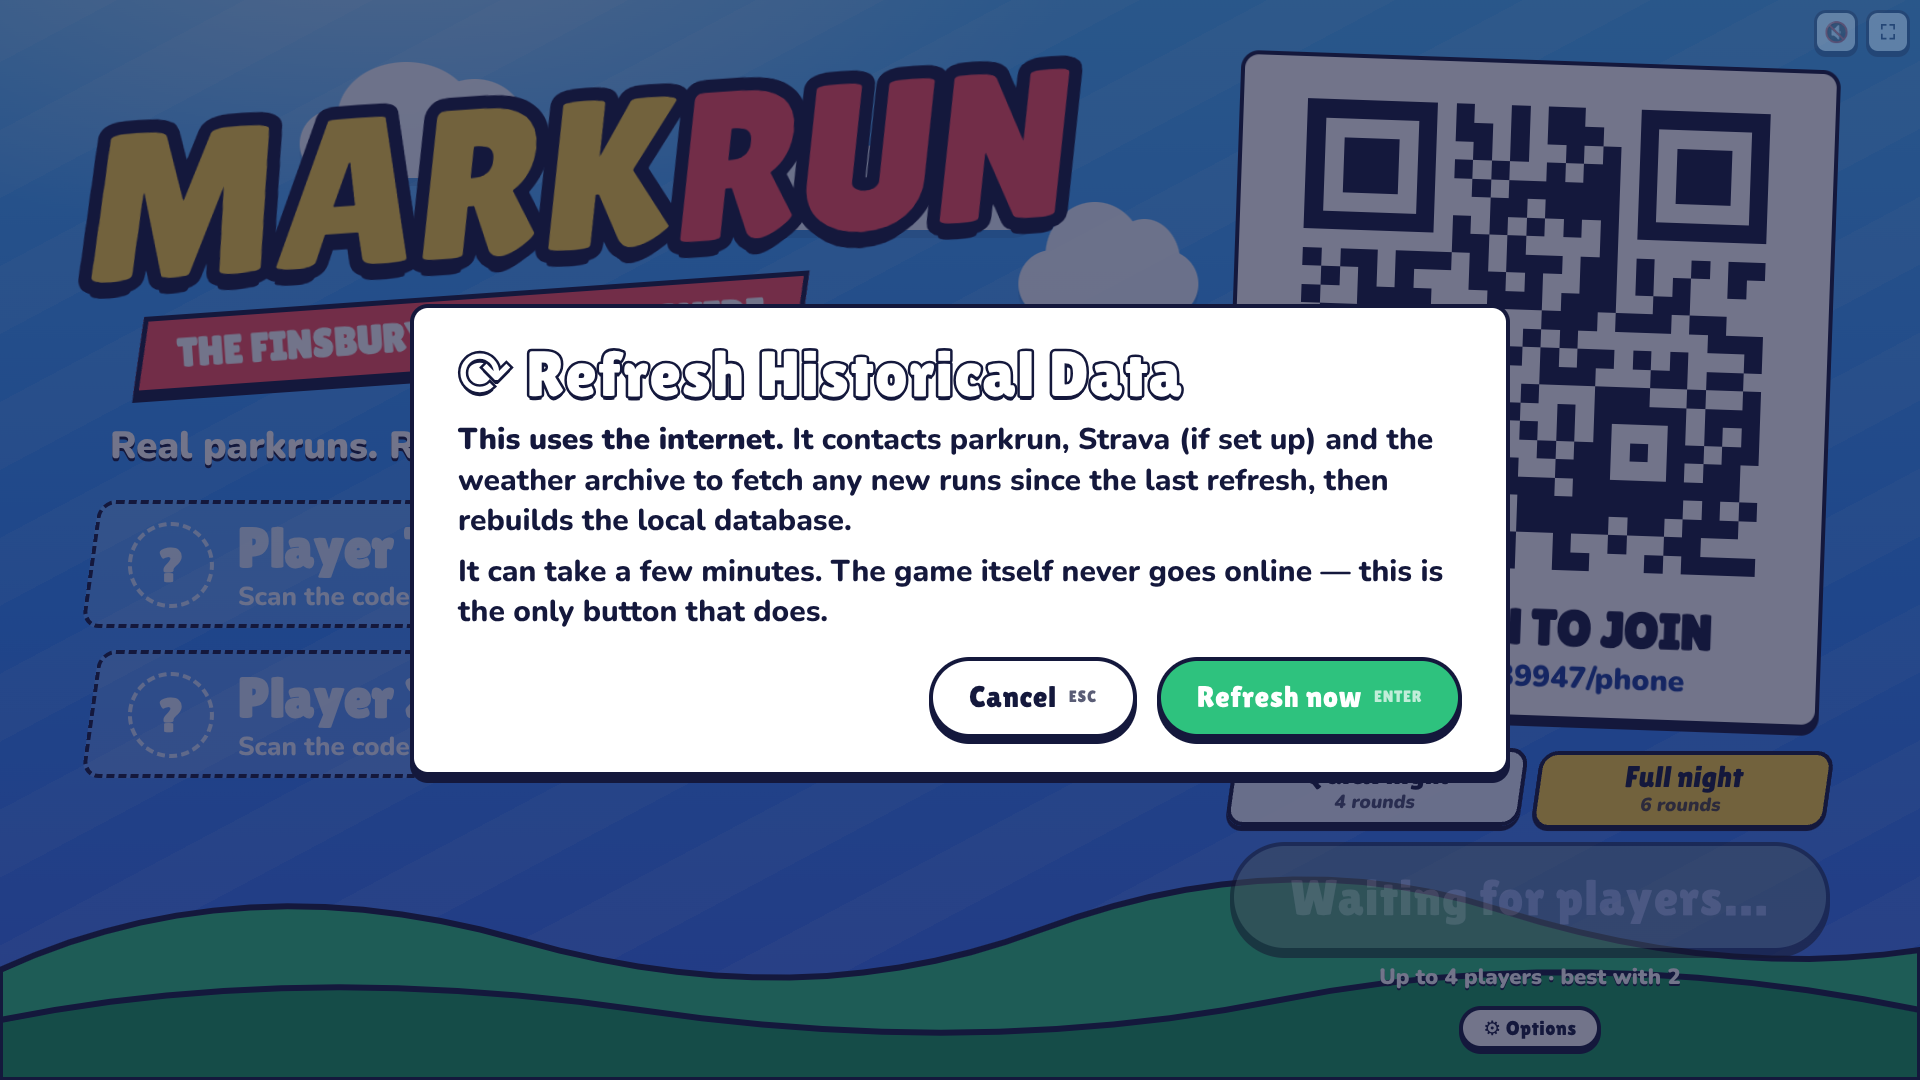 MARKRUN
THE FINSBURY
Real parkruns.
? Player
Scan the code
? Player
Scan the code
⟳ Refresh Historical Data
This uses the internet. It contacts parkrun, Strava (if set up) and the
weather archive to fetch any new runs since the last refresh, then
rebuilds the local database.
It can take a few minutes. The game itself never goes online — this is
the only button that does.
Cancel ESC
Refresh now ENTER
TO JOIN
9947/phone
4 rounds
Full night
6 rounds
Waiting for players...
Up to 4 players · best with 2
⚙ Options